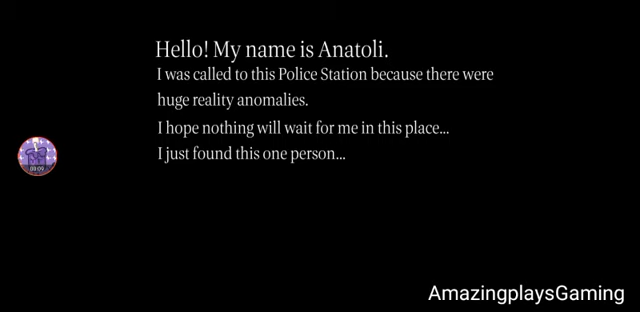 Hello! My name is Anatoli.
I was called to this Police Station because there were
huge reality anomalies.
I hope nothing will wait for me in this place...
I just found this one person...
AmazingplaysGaming